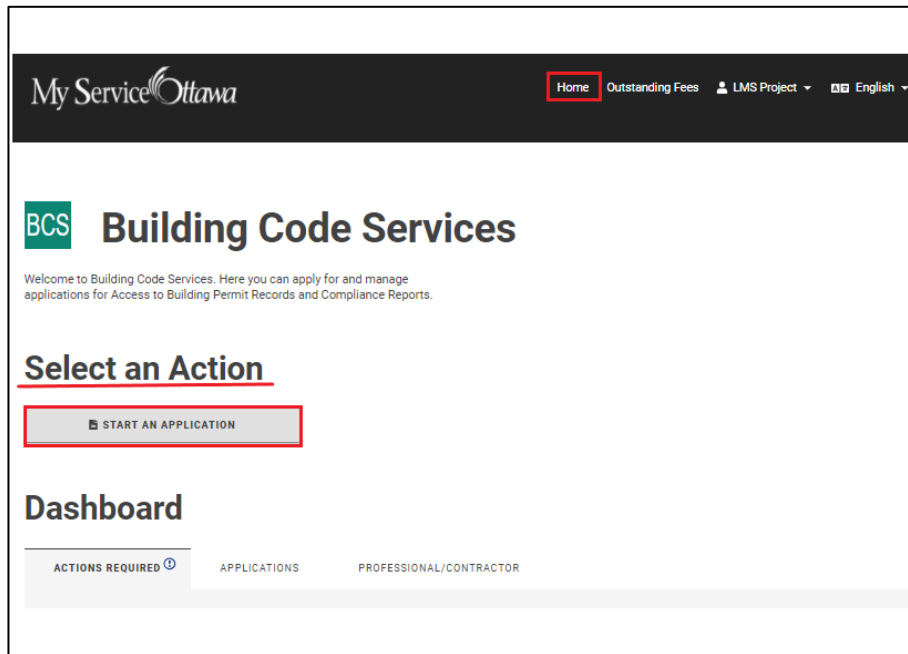 My ServiceOttawa
Home Outstanding Fees LMS Project English
BCS Building Code Services
Welcome to Building Code Services. Here you can apply for and manage
applications for Access to Building Permit Records and Compliance Reports.
Select an Action
START AN APPLICATION
Dashboard
ACTIONS REQUIRED APPLICATIONS PROFESSIONAL/CONTRACTOR